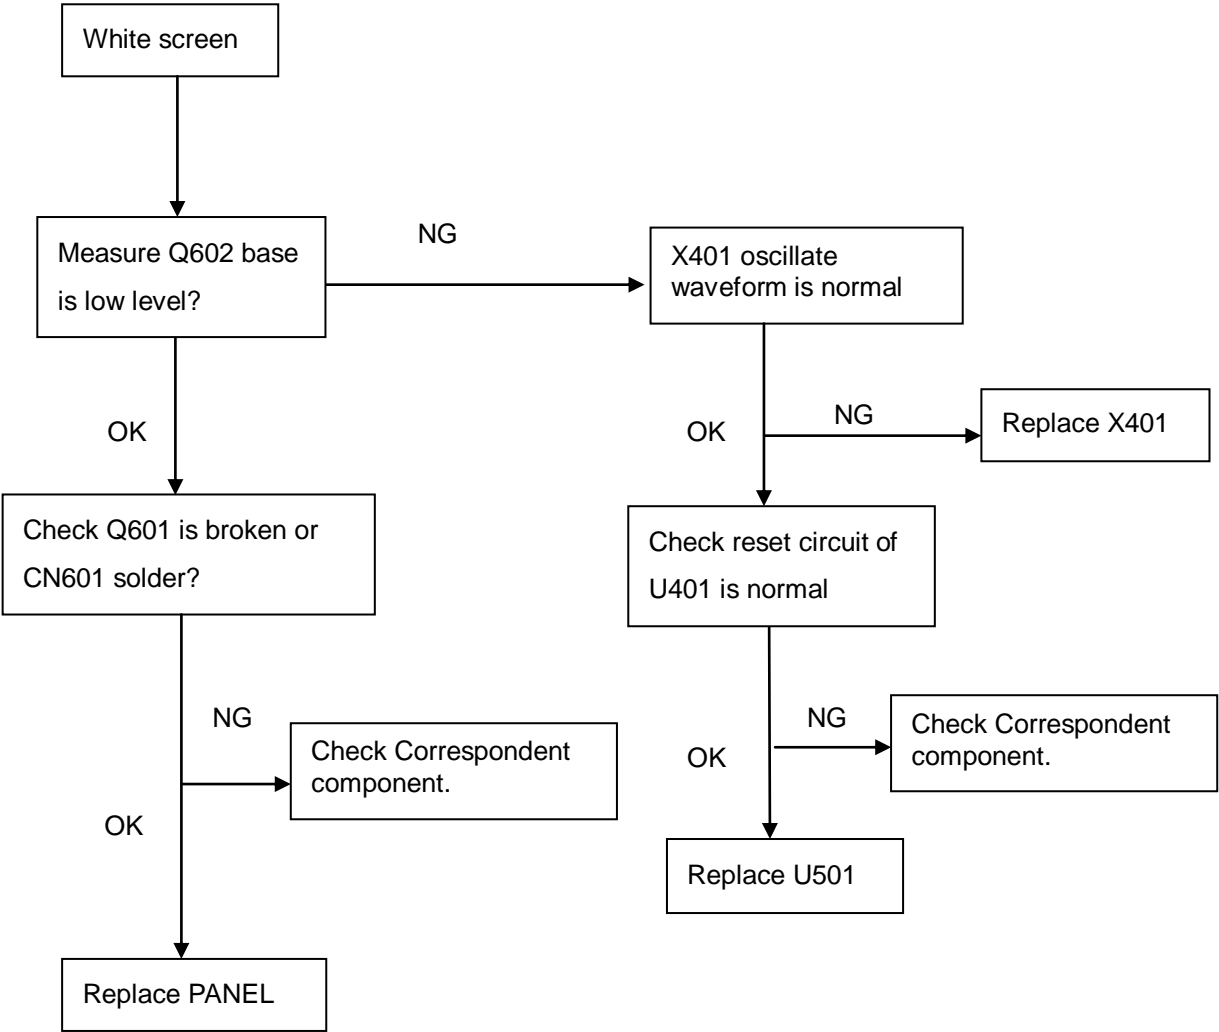 White screen
Measure Q602 base
is low level?
NG
X401 oscillate
waveform is normal
OK
OK
NG
Replace X401
Check Q601 is broken or
CN601 solder?
Check reset circuit of
U401 is normal
NG
Check Correspondent
component.
OK
OK
NG
Check Correspondent
component.
Replace U501
Replace PANEL